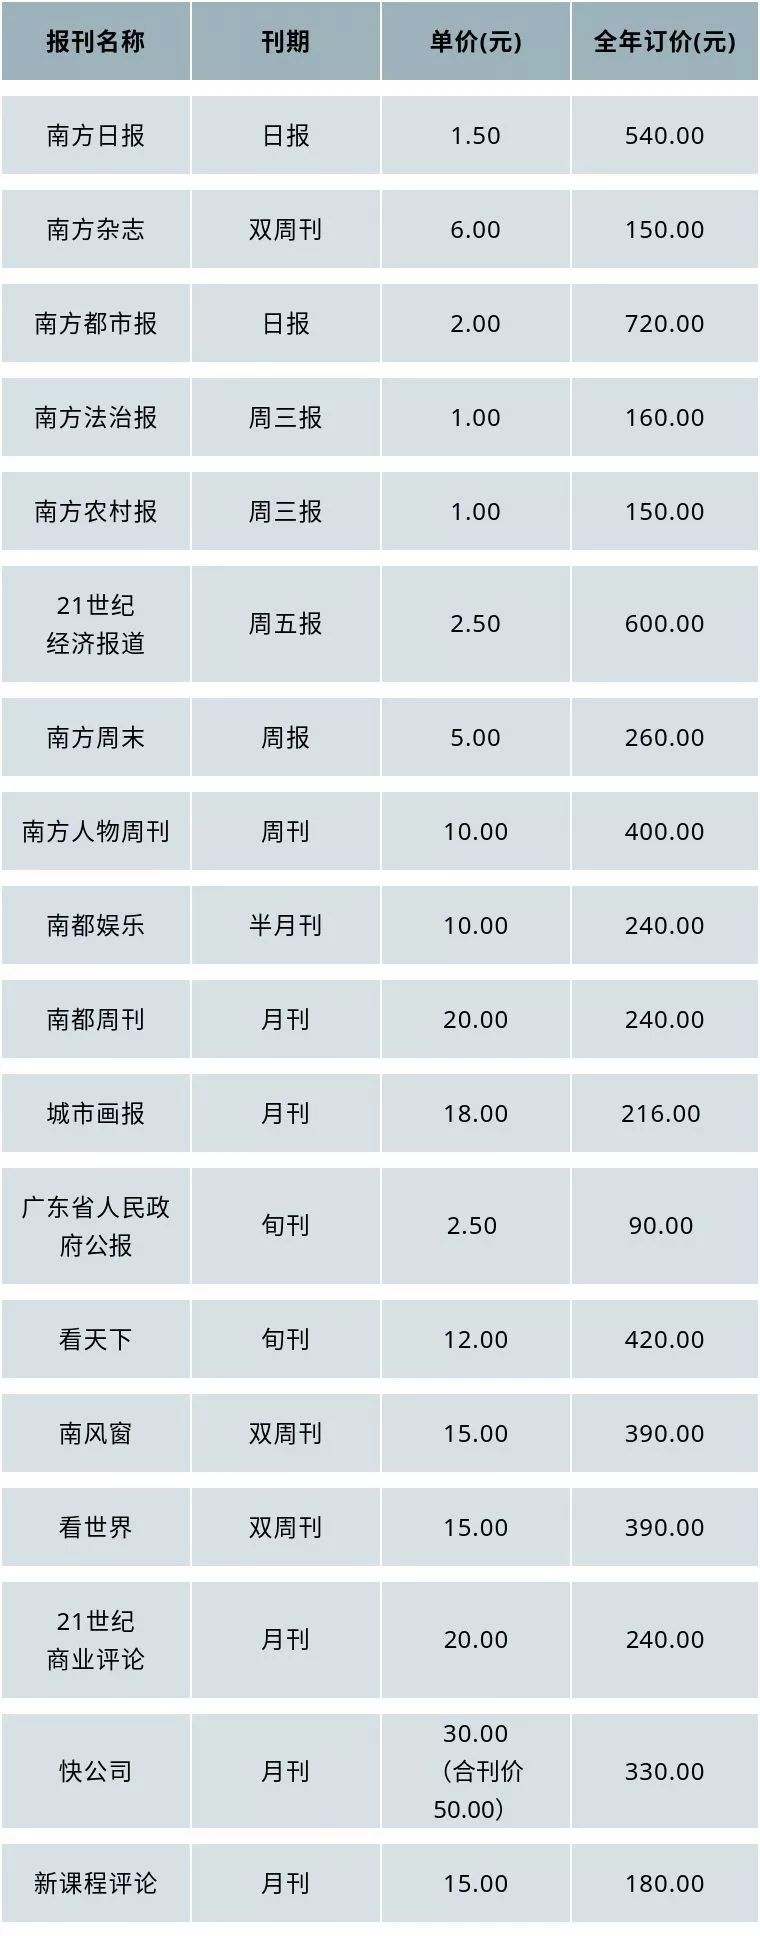 报刊名称 刊期 单价(元) 全年订价(元)
南方日报 日报 1.50 540.00
南方杂志 双周刊 6.00 150.00
南方都市报 日报 2.00 720.00
南方法治报 周三报 1.00 160.00
南方农村报 周三报 1.00 150.00
21世纪
经济报道 周五报 2.50 600.00
南方周末 周报 5.00 260.00
南方人物周刊 周刊 10.00 400.00
南都娱乐 半月刊 10.00 240.00
南都周刊 月刊 20.00 240.00
城市画报 月刊 18.00 216.00
广东省人民政
府公报 旬刊 2.50 90.00
看天下 旬刊 12.00 420.00
南风窗 双周刊 15.00 390.00
看世界 双周刊 15.00 390.00
21世纪
商业评论 月刊 20.00 240.00
快公司 月刊 30.00
（合刊价
50.00） 330.00
新课程评论 月刊 15.00 180.00